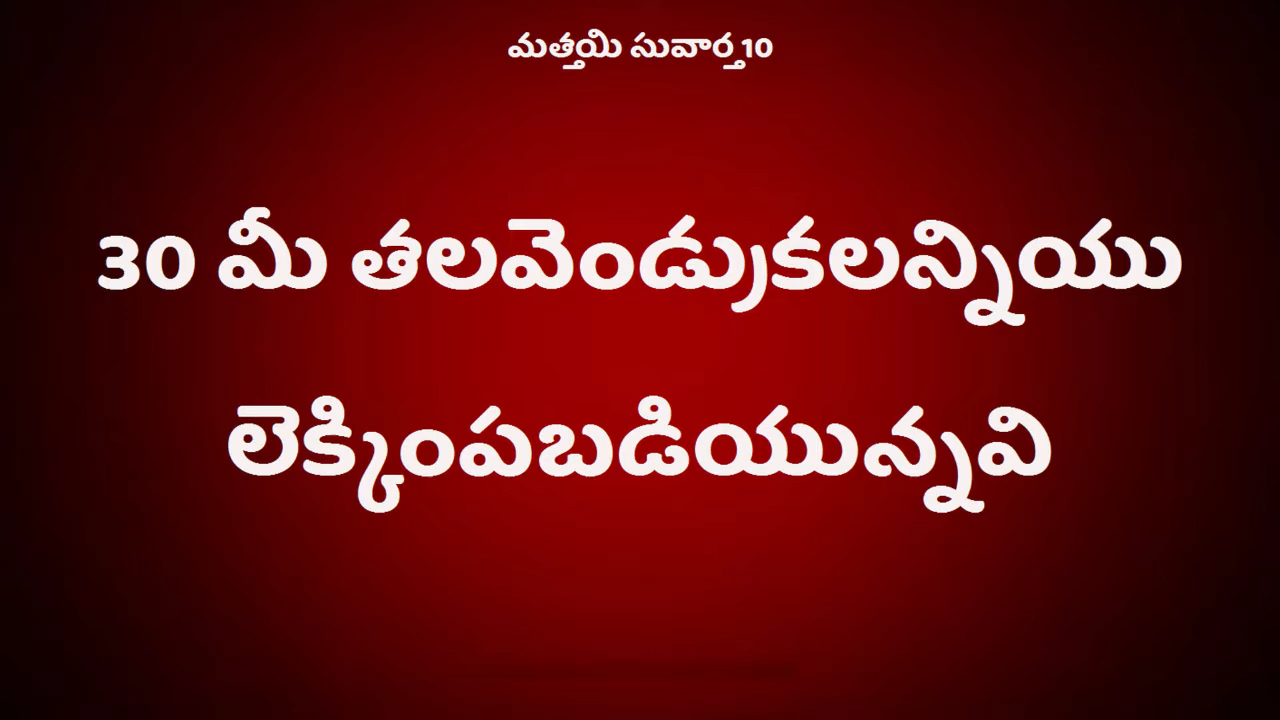 మత్తయి సువార్త10
30 మీ తలవెండ్రుకలన్నియు
లెక్కింపబడియున్నవి